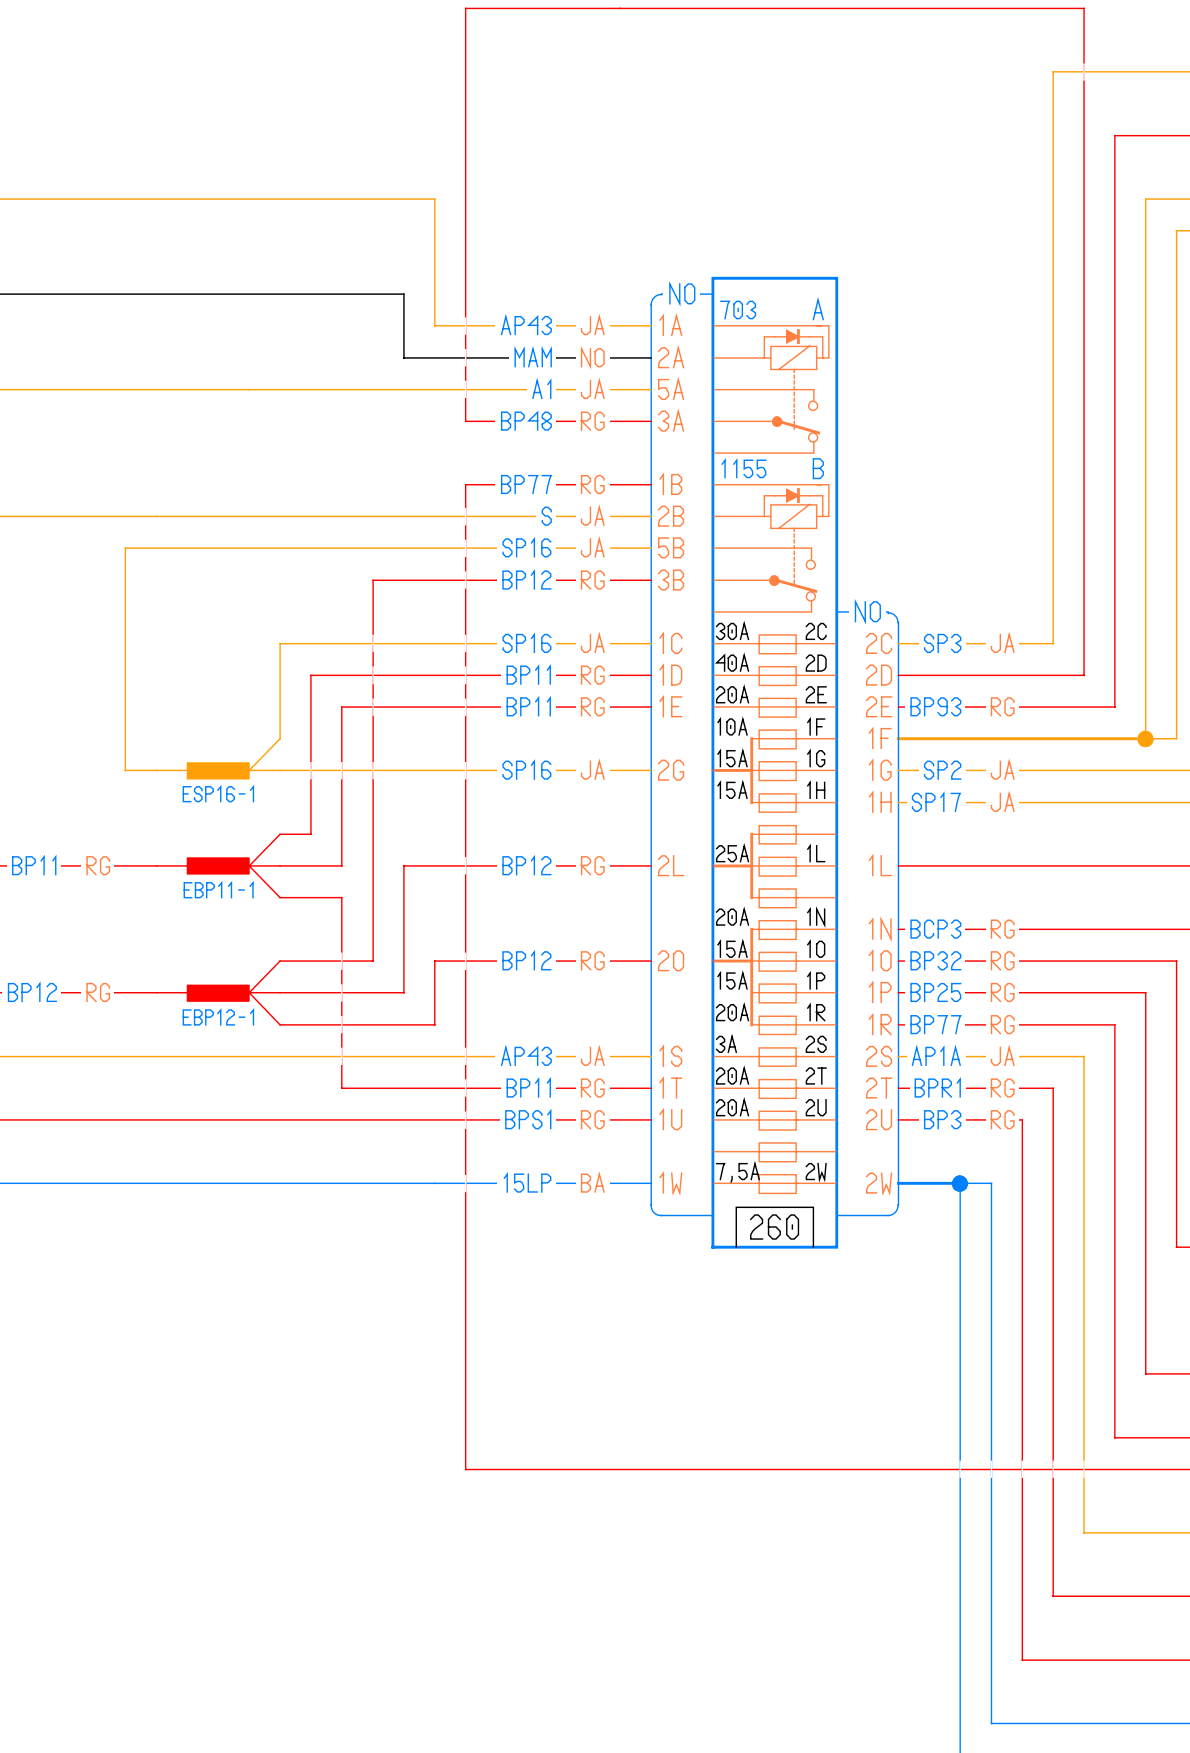 NO
703 A
AP43 JA 1A
MAM NO 2A
A1 JA 5A
BP48 RG 3A
1155 B
BP77 RG 1B
S JA 2B
SP16 JA 5B
BP12 RG 3B
NO
SP16 JA 1C 30A 2C 2C SP3 JA
BP11 RG 1D 40A 2D 2D
BP11 RG 1E 20A 2E 2E BP93 RG
10A 1F 1F
SP16 JA 2G 15A 1G 1G SP2 JA
ESP16-1
15A 1H 1H SP17 JA
BP11 RG BP12 RG 2L 25A 1L 1L
EBP11-1
20A 1N 1N BCP3 RG
BP12 RG 2O 15A 1O 1O BP32 RG
BP12 RG 15A 1P 1P BP25 RG
EBP12-1
20A 1R 1R BP77 RG
AP43 JA 1S 3A 2S 2S AP1A JA
BP11 RG 1T 20A 2T 2T BPR1 RG
BPS1 RG 1U 20A 2U 2U BP3 RG
15LP BA 1W 7,5A 2W 2W
260